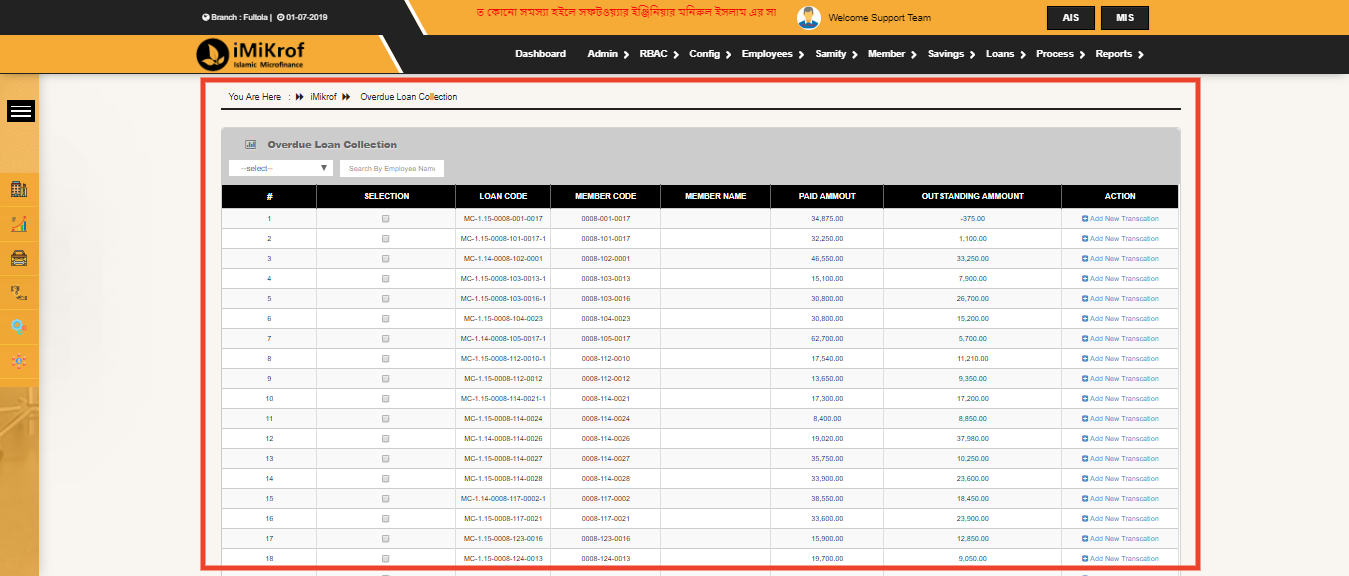 Branch : Fultola | 01-07-2019
ত কোনো সমস্যা হইলে সফটওয়্যার ইঞ্জিনিয়ার মনিরুল ইসলাম এর সা
Welcome Support Team
AIS
MIS
iMiKrof
Islamic Microfinance
Dashboard Admin RBAC Config Employees Samity Member Savings Loans Process Reports
You Are Here : iMikrof Overdue Loan Collection
Overdue Loan Collection
--select-- Search By Employee Name
# SELECTION LOAN CODE MEMBER CODE MEMBER NAME PAID AMMOUT OUTSTANDING AMMOUNT ACTION
1 MC-1.15-0008-001-0017 0008-001-0017 34,875.00 -375.00 Add New Transcation
2 MC-1.15-0008-101-0017-1 0008-101-0017 32,250.00 1,100.00 Add New Transcation
3 MC-1.14-0008-102-0001 0008-102-0001 46,550.00 33,250.00 Add New Transcation
4 MC-1.15-0008-103-0013-1 0008-103-0013 15,100.00 7,900.00 Add New Transcation
5 MC-1.15-0008-103-0016-1 0008-103-0016 30,800.00 26,700.00 Add New Transcation
6 MC-1.15-0008-104-0023 0008-104-0023 30,800.00 15,200.00 Add New Transcation
7 MC-1.14-0008-105-0017-1 0008-105-0017 62,700.00 5,700.00 Add New Transcation
8 MC-1.15-0008-112-0010-1 0008-112-0010 17,540.00 11,210.00 Add New Transcation
9 MC-1.15-0008-112-0012 0008-112-0012 13,650.00 9,350.00 Add New Transcation
10 MC-1.15-0008-114-0021-1 0008-114-0021 17,300.00 17,200.00 Add New Transcation
11 MC-1.15-0008-114-0024 0008-114-0024 8,400.00 8,850.00 Add New Transcation
12 MC-1.14-0008-114-0026 0008-114-0026 19,020.00 37,980.00 Add New Transcation
13 MC-1.15-0008-114-0027 0008-114-0027 35,750.00 10,250.00 Add New Transcation
14 MC-1.15-0008-114-0028 0008-114-0028 33,900.00 23,600.00 Add New Transcation
15 MC-1.14-0008-117-0002-1 0008-117-0002 38,550.00 18,450.00 Add New Transcation
16 MC-1.15-0008-117-0021 0008-117-0021 33,600.00 23,900.00 Add New Transcation
17 MC-1.15-0008-123-0016 0008-123-0016 15,900.00 12,850.00 Add New Transcation
18 MC-1.15-0008-124-0013 0008-124-0013 19,700.00 9,050.00 Add New Transcation